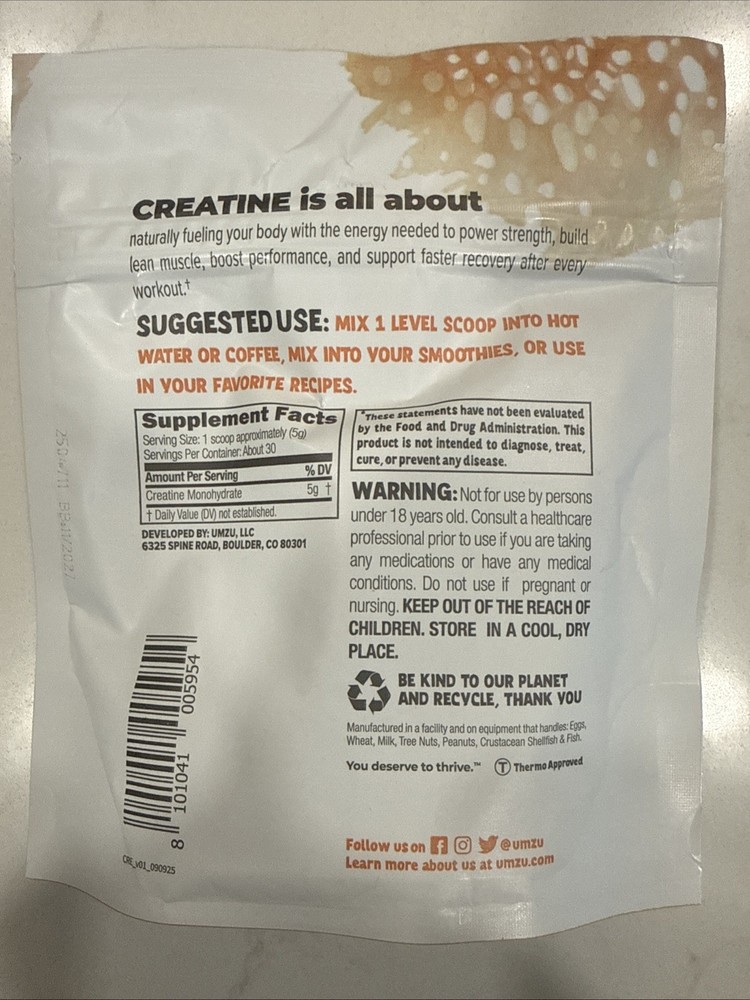 CREATINE is all about
naturally fueling your body with the energy needed to power strength, build
lean muscle, boost performance, and support faster recovery after every
workout.†
SUGGESTED USE: MIX 1 LEVEL SCOOP INTO HOT
WATER OR COFFEE, MIX INTO YOUR SMOOTHIES, OR USE
IN YOUR FAVORITE RECIPES.
Supplement Facts
Serving Size: 1 scoop approximately (5g)
Servings Per Container: About 30
Amount Per Serving % DV
Creatine Monohydrate 5g †
† Daily Value (DV) not established.
DEVELOPED BY: UMZU, LLC
6325 SPINE ROAD, BOULDER, CO 80301
*These statements have not been evaluated
by the Food and Drug Administration. This
product is not intended to diagnose, treat,
cure, or prevent any disease.
WARNING: Not for use by persons
under 18 years old. Consult a healthcare
professional prior to use if you are taking
any medications or have any medical
conditions. Do not use if pregnant or
nursing. KEEP OUT OF THE REACH OF
CHILDREN. STORE IN A COOL, DRY
PLACE.
BE KIND TO OUR PLANET
AND RECYCLE, THANK YOU
Manufactured in a facility and on equipment that handles: Eggs,
Wheat, Milk, Tree Nuts, Peanuts, Crustacean Shellfish & Fish.
You deserve to thrive.™ T Thermo Approved
Follow us on @umzu
Learn more about us at umzu.com
8 101041 005954
CRE_v01_090925